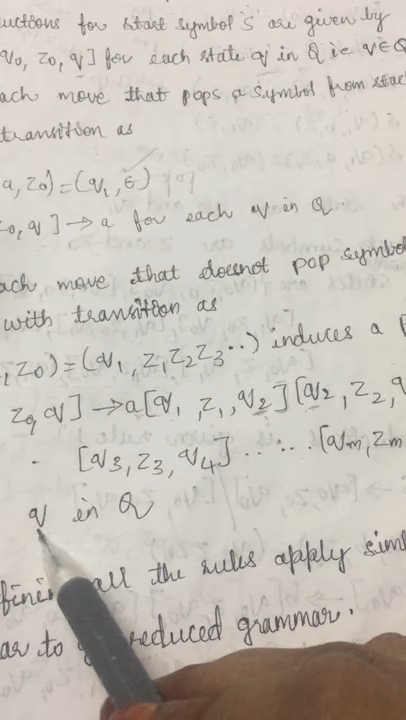 uctions for start symbol S are given by
q0, Z0, q] for each state q in Q ie q∈Q
ach move that pops a symbol from stac
transition as
a, Z0) = (q1, ∈)
Z0, q] → a for each q in Q.
ach move that doesnot pop symbol
with transition as
, Z0) = (q1, Z1Z2Z3..) induces a P
Z0, q] → a[q1, Z1, q2][q2, Z2, q
[q3, Z3, q4]..... [qm, Zm
q in Q
all the rules apply sim
ar to reduced grammar.